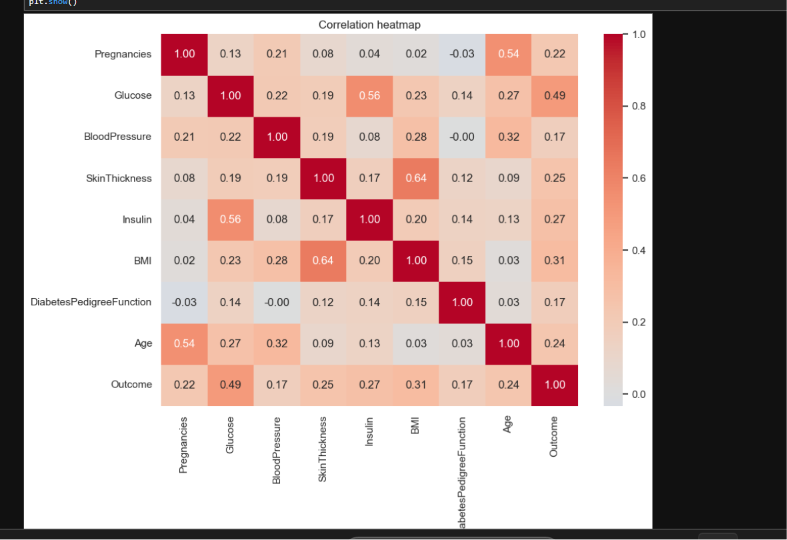 plt.show()
Correlation heatmap
Pregnancies 1.00 0.13 0.21 0.08 0.04 0.02 -0.03 0.54 0.22
Glucose 0.13 1.00 0.22 0.19 0.56 0.23 0.14 0.27 0.49
BloodPressure 0.21 0.22 1.00 0.19 0.08 0.28 -0.00 0.32 0.17
SkinThickness 0.08 0.19 0.19 1.00 0.17 0.64 0.12 0.09 0.25
Insulin 0.04 0.56 0.08 0.17 1.00 0.20 0.14 0.13 0.27
BMI 0.02 0.23 0.28 0.64 0.20 1.00 0.15 0.03 0.31
DiabetesPedigreeFunction -0.03 0.14 -0.00 0.12 0.14 0.15 1.00 0.03 0.17
Age 0.54 0.27 0.32 0.09 0.13 0.03 0.03 1.00 0.24
Outcome 0.22 0.49 0.17 0.25 0.27 0.31 0.17 0.24 1.00
Pregnancies
Glucose
BloodPressure
SkinThickness
Insulin
BMI
abetesPedigreeFunction
Age
Outcome
1.0
0.8
0.6
0.4
0.2
0.0